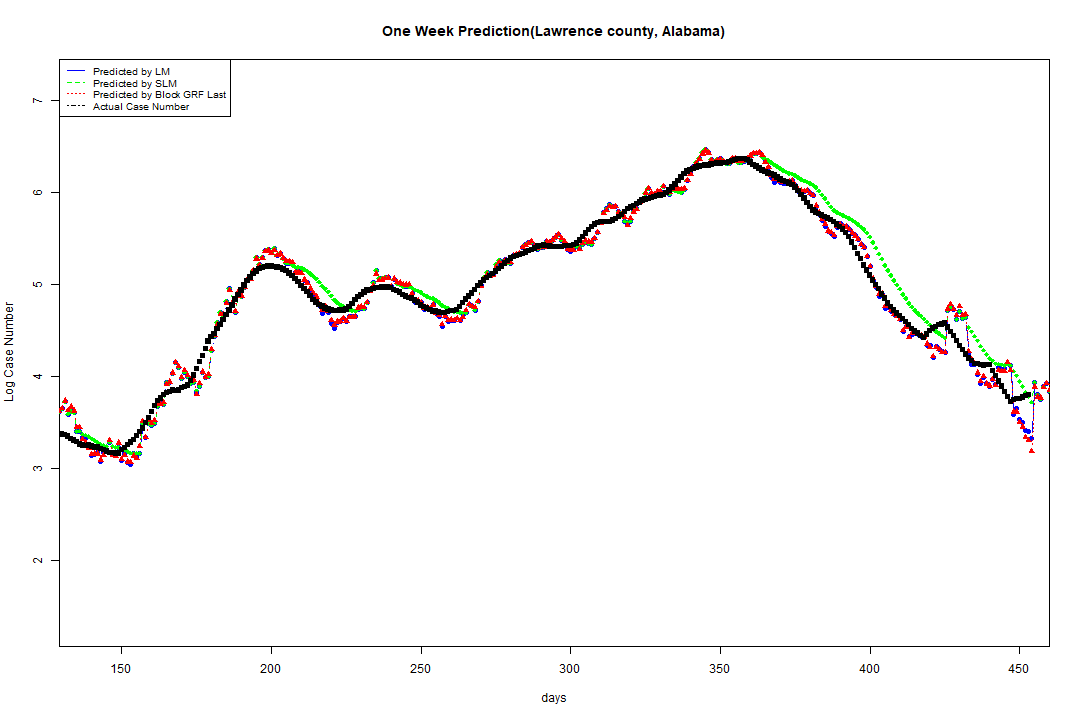 One Week Prediction(Lawrence county, Alabama)
Predicted by LM
Predicted by SLM
Predicted by Block GRF Last
Actual Case Number
7
6
5
4
3
2
Log Case Number
150 200 250 300 350 400 450
days